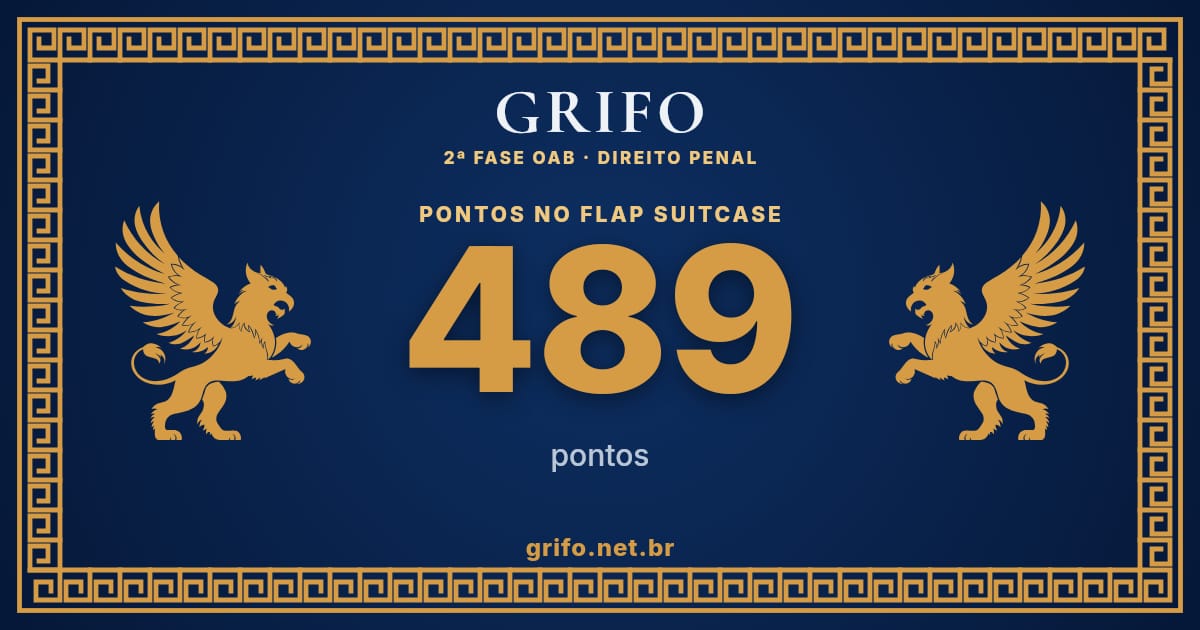 GRIFO
2ª FASE OAB · DIREITO PENAL
PONTOS NO FLAP SUITCASE
489
pontos
grifo.net.br